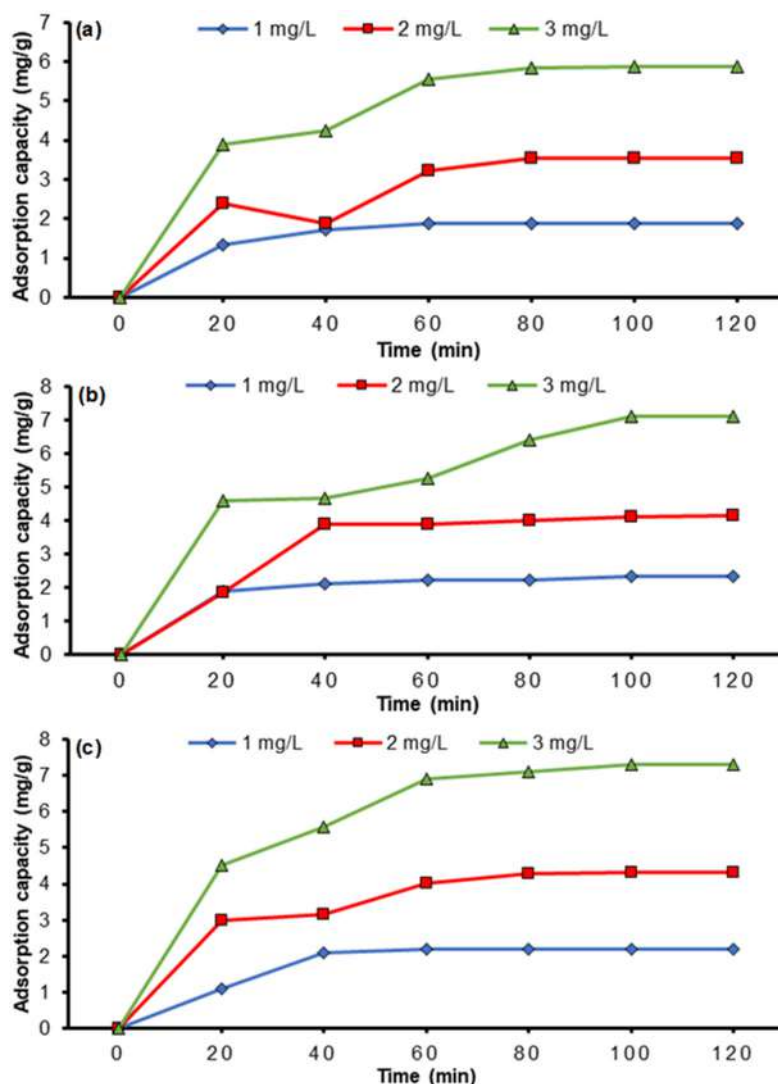 (a) 1 mg/L 2 mg/L 3 mg/L
Adsorption capacity (mg/g)
7
6
5
4
3
2
1
0
0 20 40 60 80 100 120
Time (min)
(b) 1 mg/L 2 mg/L 3 mg/L
Adsorption capacity (mg/g)
8
7
6
5
4
3
2
1
0
0 20 40 60 80 100 120
Time (min)
(c) 1 mg/L 2 mg/L 3 mg/L
Adsorption capacity (mg/g)
8
7
6
5
4
3
2
1
0
0 20 40 60 80 100 120
Time (min)